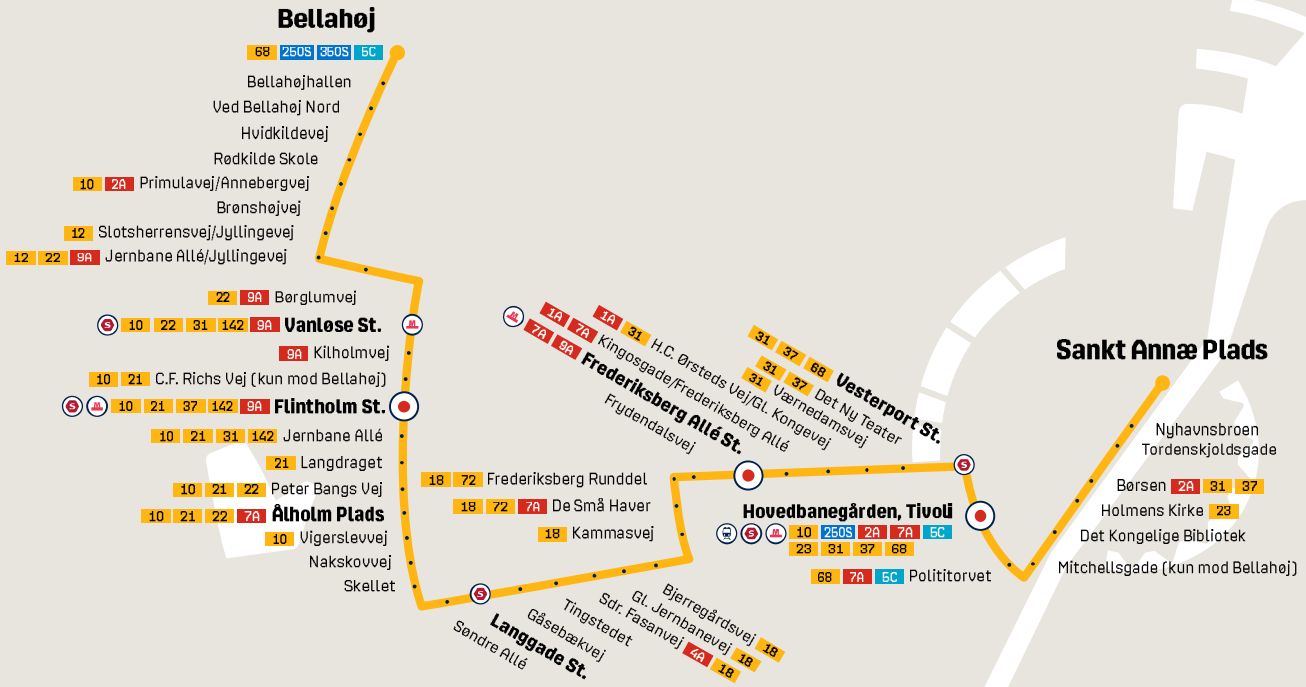 Bellahøj
68 250S 350S 5C
Bellahøjhallen
Ved Bellahøj Nord
Hvidkildevej
Rødkilde Skole
10 2A Primulavej/Annebergvej
Brønshøjvej
12 Slotsherrensvej/Jyllingevej
12 22 9A Jernbane Allé/Jyllingevej
22 9A Børglumvej
S 10 22 31 142 9A Vanløse St.
9A Kilholmvej
10 21 C.F. Richs Vej (kun mod Bellahøj)
S 10 21 37 142 9A Flintholm St.
10 21 31 142 Jernbane Allé
21 Langdraget
10 21 22 Peter Bangs Vej
10 21 22 7A Ålholm Plads
10 Vigerslevvej
Nakskovvej
Skellet
Søndre Allé
Langgade St.
Gåsebækvej
Tingstedet
Sdr. Fasanvej 4A 18
Gl. Jernbanevej 18
Bjerregårdsvej 18
18 Kammasvej
18 72 7A De Små Haver
18 72 Frederiksberg Runddel
Frydendalsvej
7A 9A Frederiksberg Allé St.
1A 7A Kingosgade/Frederiksberg Allé
1A 31 H.C. Ørsteds Vej/Gl. Kongevej
31 Værnedamsvej
31 37 Det Ny Teater
31 37 68 Vesterport St.
S
Hovedbanegården, Tivoli
S 10 250S 2A 7A 5C
23 31 37 68
68 7A 5C Polititorvet
Mitchellsgade (kun mod Bellahøj)
Det Kongelige Bibliotek
Holmens Kirke 23
Børsen 2A 31 37
Tordenskjoldsgade
Nyhavnsbroen
Sankt Annæ Plads